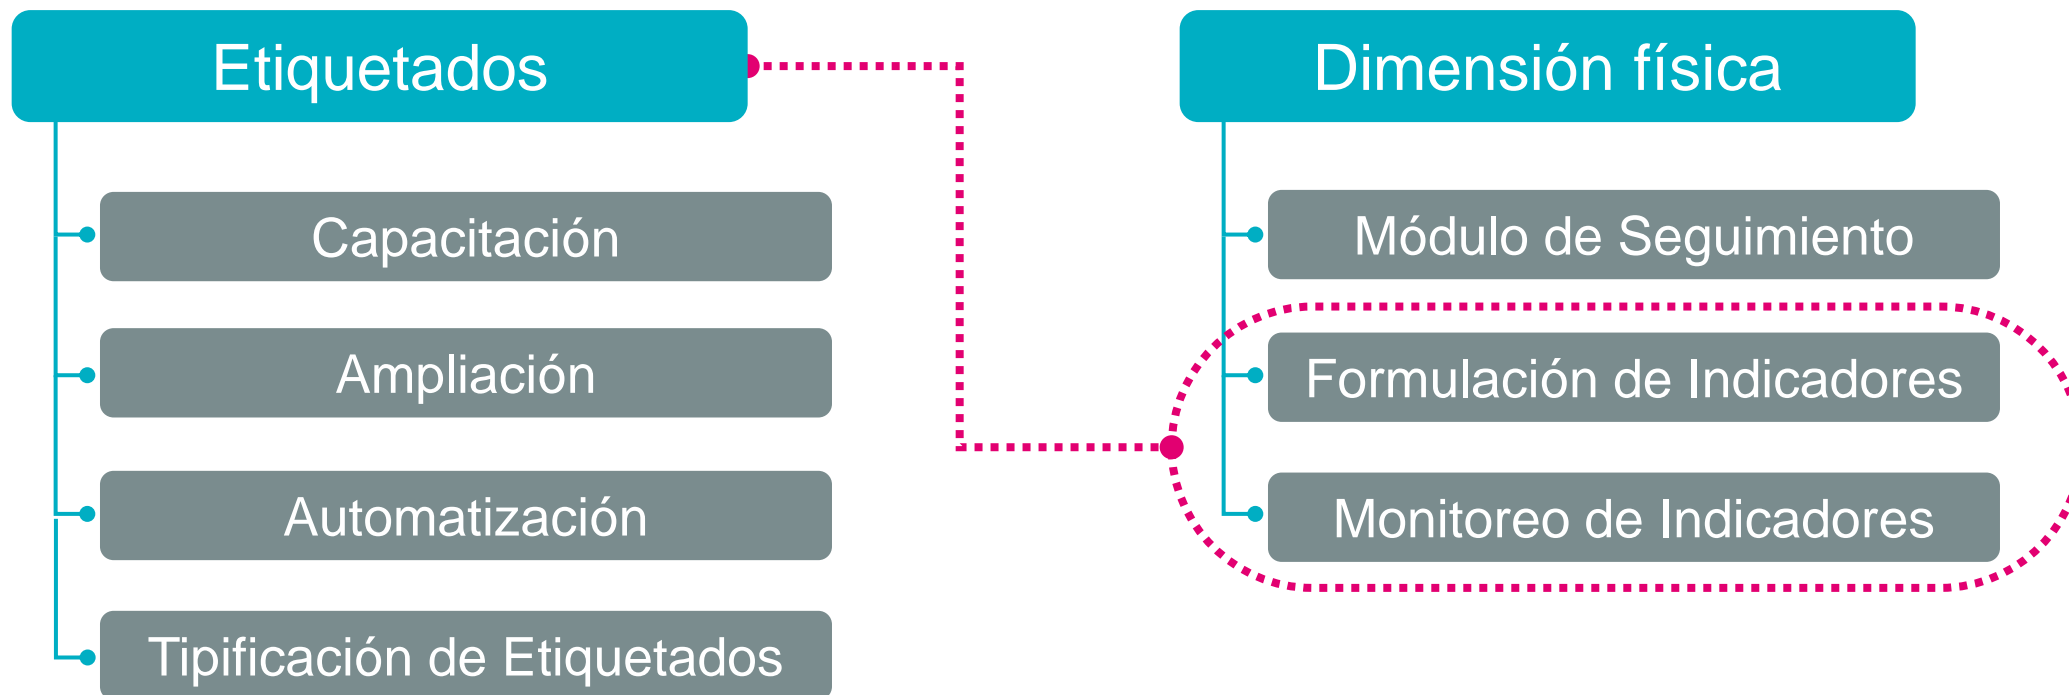 Etiquetados
Capacitación
Ampliación
Automatización
Tipificación de Etiquetados
Dimensión física
Módulo de Seguimiento
Formulación de Indicadores
Monitoreo de Indicadores